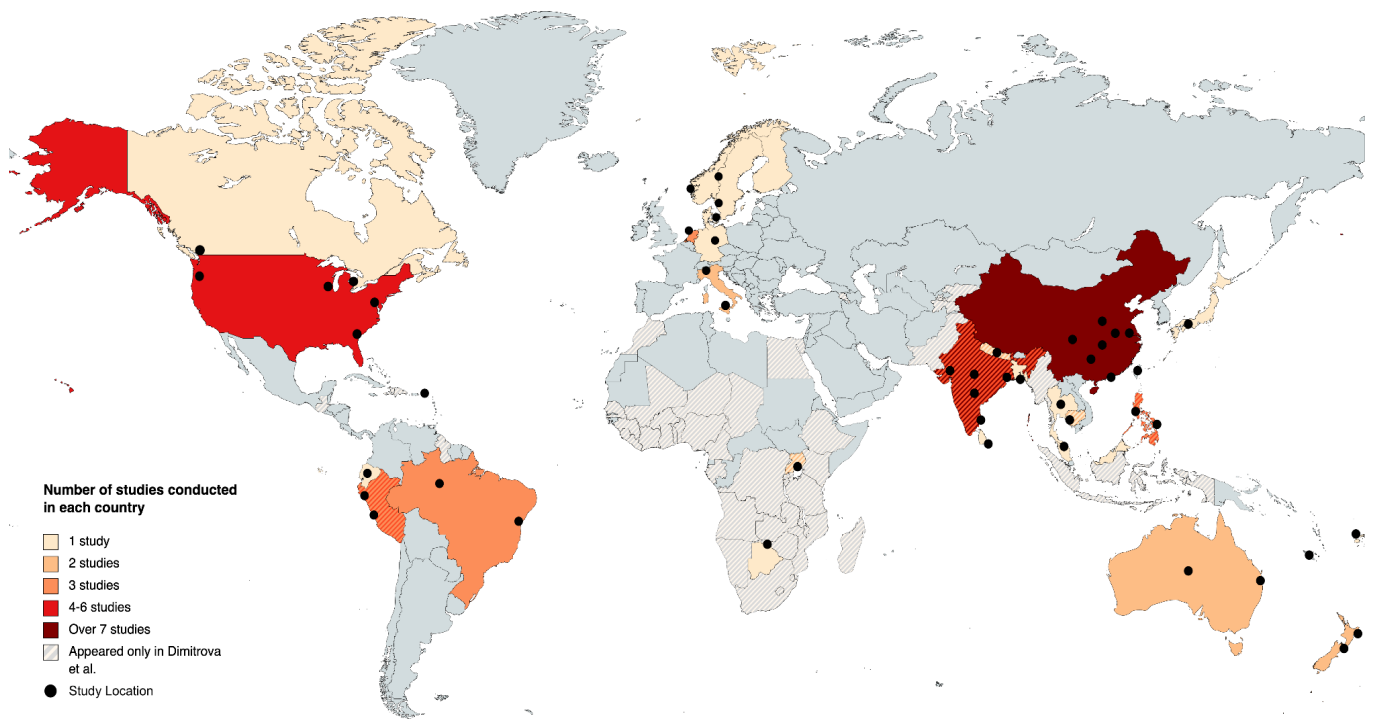 Number of studies conducted
in each country
1 study
2 studies
3 studies
4-6 studies
Over 7 studies
Appeared only in Dimitrova
et al.
Study Location